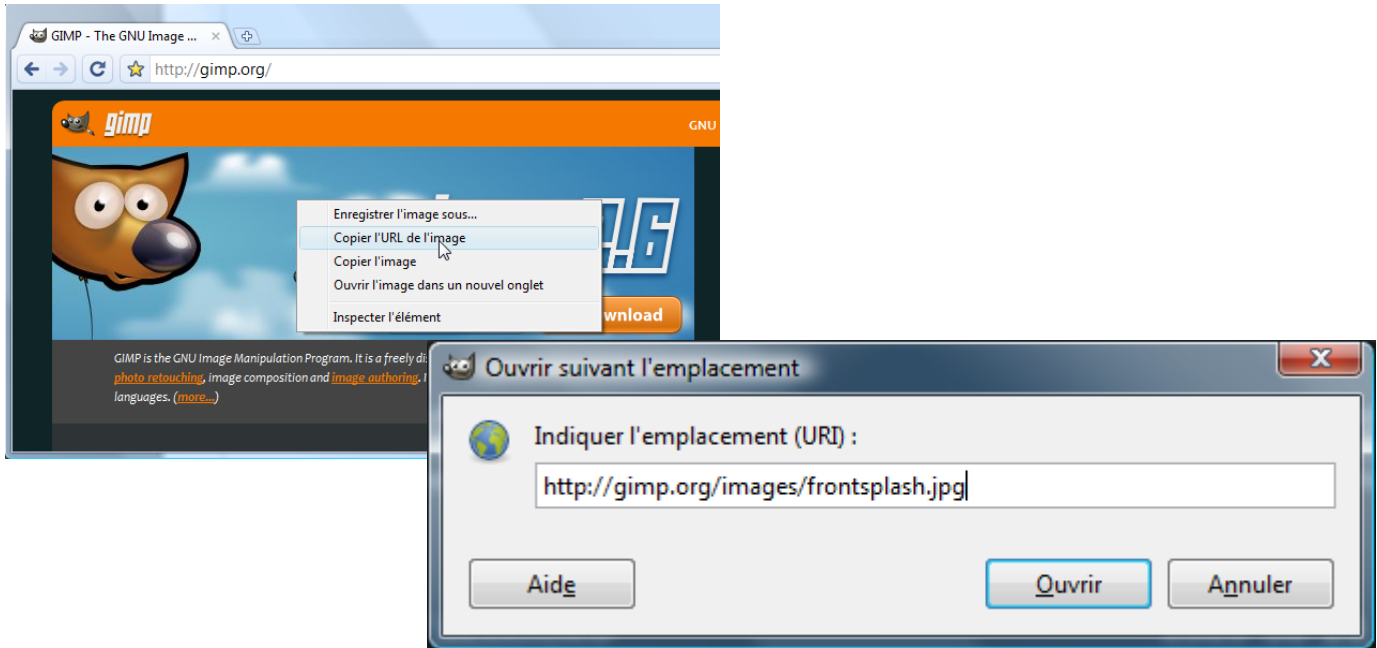 GIMP - The GNU Image ...
http://gimp.org/
gimp
GNU
.6
Enregistrer l'image sous...
Copier l'URL de l'image
Copier l'image
Ouvrir l'image dans un nouvel onglet
Inspecter l'élément
wnload
GIMP is the GNU Image Manipulation Program. It is a freely di
photo retouching, image composition and image authoring.
languages. (more...)
Ouvrir suivant l'emplacement
Indiquer l'emplacement (URI) :
http://gimp.org/images/frontsplash.jpg
Aide
Ouvrir
Annuler